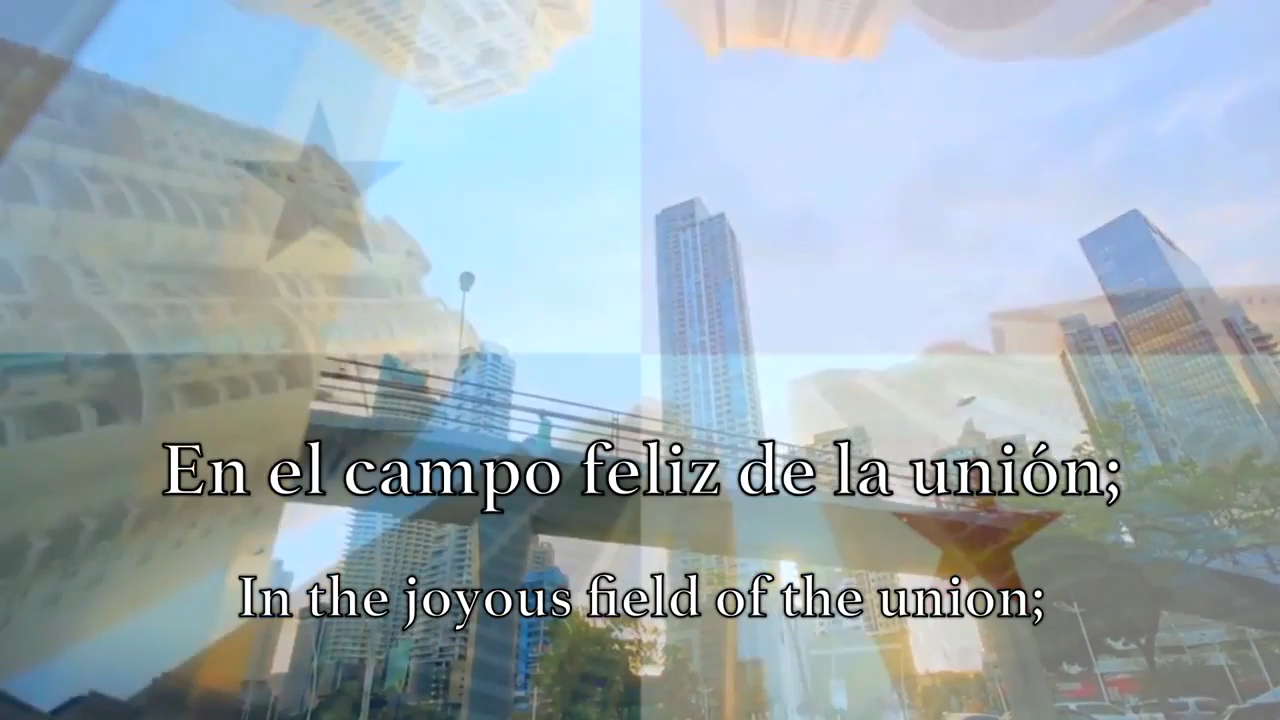 En el campo feliz de la unión;
In the joyous field of the union;